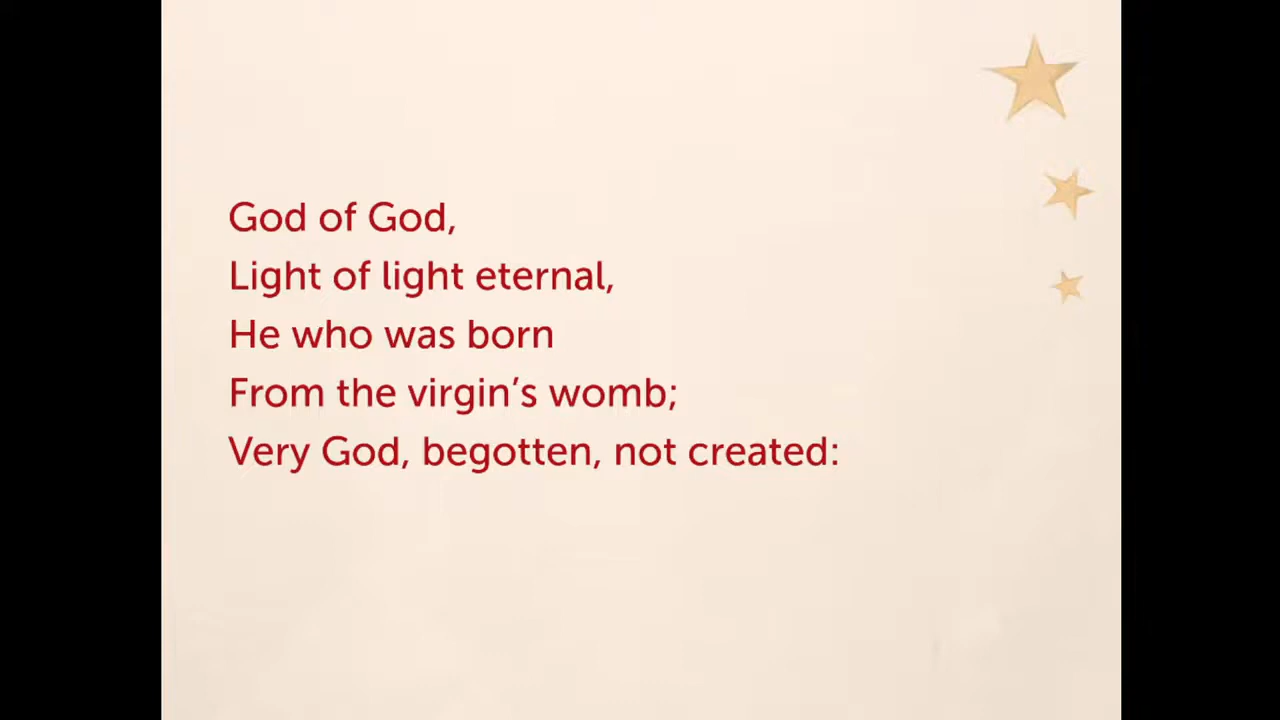 God of God,
Light of light eternal,
He who was born
From the virgin’s womb;
Very God, begotten, not created: